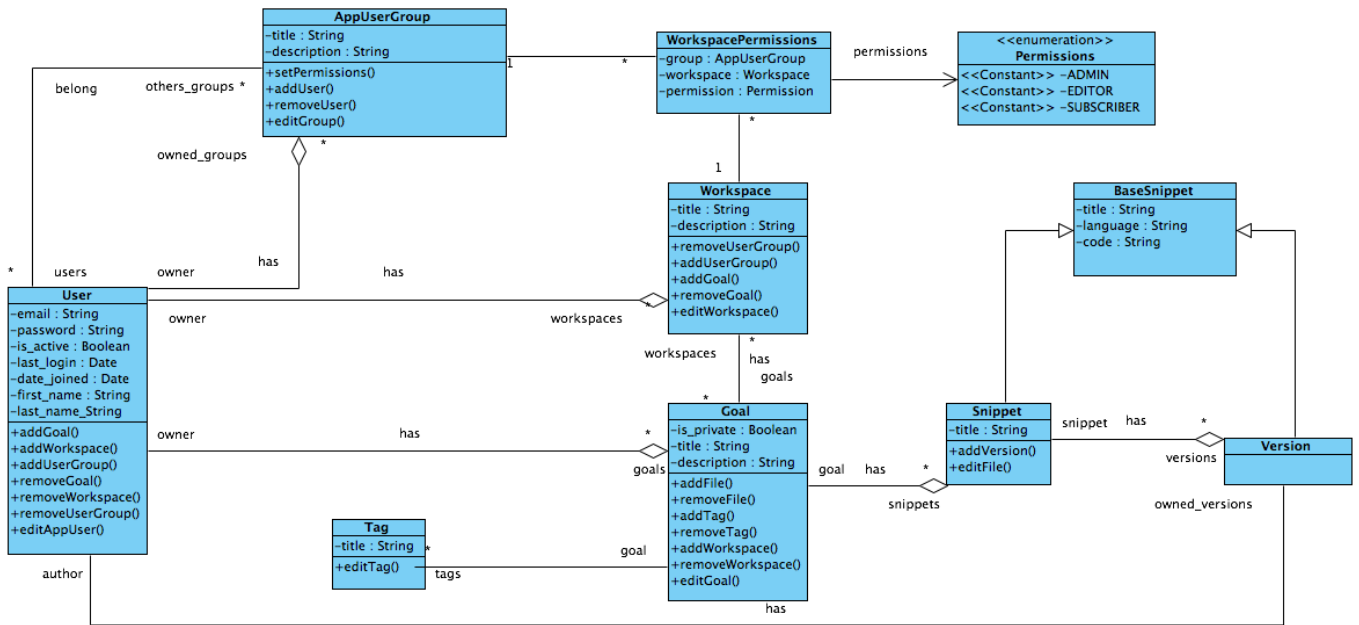 AppUserGroup
-title : String
-description : String
+setPermissions()
+addUser()
+removeUser()
+editGroup()
1
*
WorkspacePermissions
-group : AppUserGroup
-workspace : Workspace
-permission : Permission
permissions
<<enumeration>>
Permissions
<<Constant>> -ADMIN
<<Constant>> -EDITOR
<<Constant>> -SUBSCRIBER
belong
others_groups *
owned_groups
*
*
1
Workspace
-title : String
-description : String
+removeUserGroup()
+addUserGroup()
+addGoal()
+removeGoal()
+editWorkspace()
BaseSnippet
-title : String
-language : String
-code : String
* users
owner
has
has
owner
workspaces
*
User
-email : String
-password : String
-is_active : Boolean
-last_login : Date
-date_joined : Date
-first_name : String
-last_name_String
+addGoal()
+addWorkspace()
+addUserGroup()
+removeGoal()
+removeWorkspace()
+removeUserGroup()
+editAppUser()
workspaces
*
has
goals
*
owner
has
*
goals
Goal
-is_private : Boolean
-title : String
-description : String
+addFile()
+removeFile()
+addTag()
+removeTag()
+addWorkspace()
+removeWorkspace()
+editGoal()
goal
has
*
snippets
Snippet
-title : String
+addVersion()
+editFile()
snippet
has
*
versions
Version
owned_versions
Tag
-title : String
+editTag()
*
tags
goal
author
has